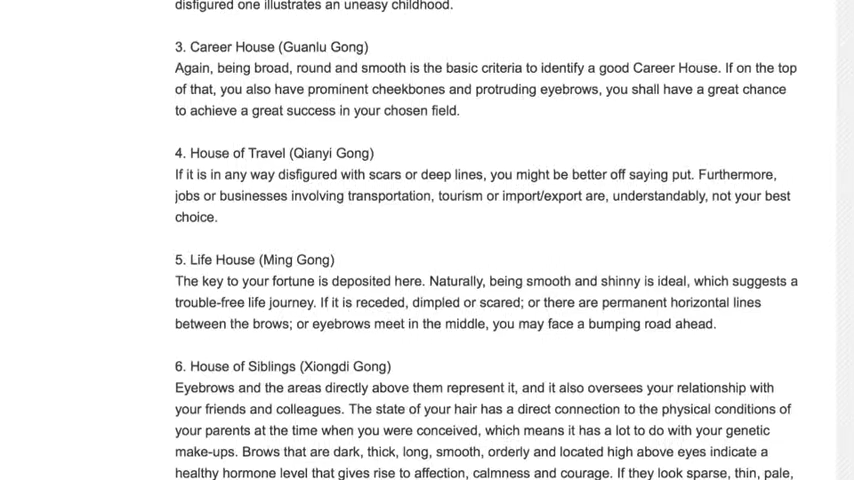 disfigured one illustrates an uneasy childhood.
3. Career House (Guanlu Gong)
Again, being broad, round and smooth is the basic criteria to identify a good Career House. If on the top
of that, you also have prominent cheekbones and protruding eyebrows, you shall have a great chance
to achieve a great success in your chosen field.
4. House of Travel (Qianyi Gong)
If it is in any way disfigured with scars or deep lines, you might be better off saying put. Furthermore,
jobs or businesses involving transportation, tourism or import/export are, understandably, not your best
choice.
5. Life House (Ming Gong)
The key to your fortune is deposited here. Naturally, being smooth and shinny is ideal, which suggests a
trouble-free life journey. If it is receded, dimpled or scared; or there are permanent horizontal lines
between the brows; or eyebrows meet in the middle, you may face a bumping road ahead.
6. House of Siblings (Xiongdi Gong)
Eyebrows and the areas directly above them represent it, and it also oversees your relationship with
your friends and colleagues. The state of your hair has a direct connection to the physical conditions of
your parents at the time when you were conceived, which means it has a lot to do with your genetic
make-ups. Brows that are dark, thick, long, smooth, orderly and located high above eyes indicate a
healthy hormone level that gives rise to affection, calmness and courage. If they look sparse, thin, pale,